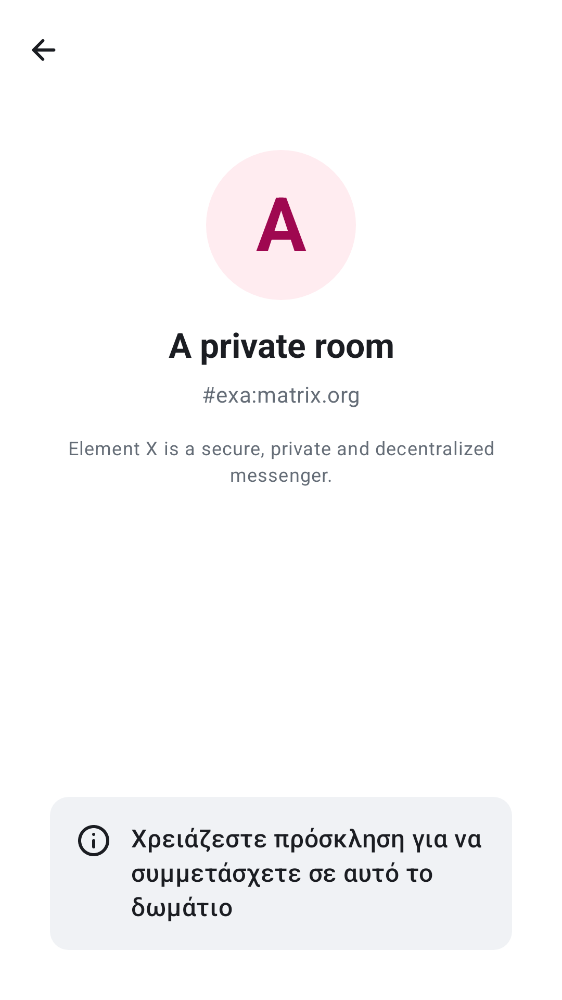 A
A private room
#exa:matrix.org
Element X is a secure, private and decentralized
messenger.
Χρειάζεστε πρόσκληση για να
συμμετάσχετε σε αυτό το
δωμάτιο